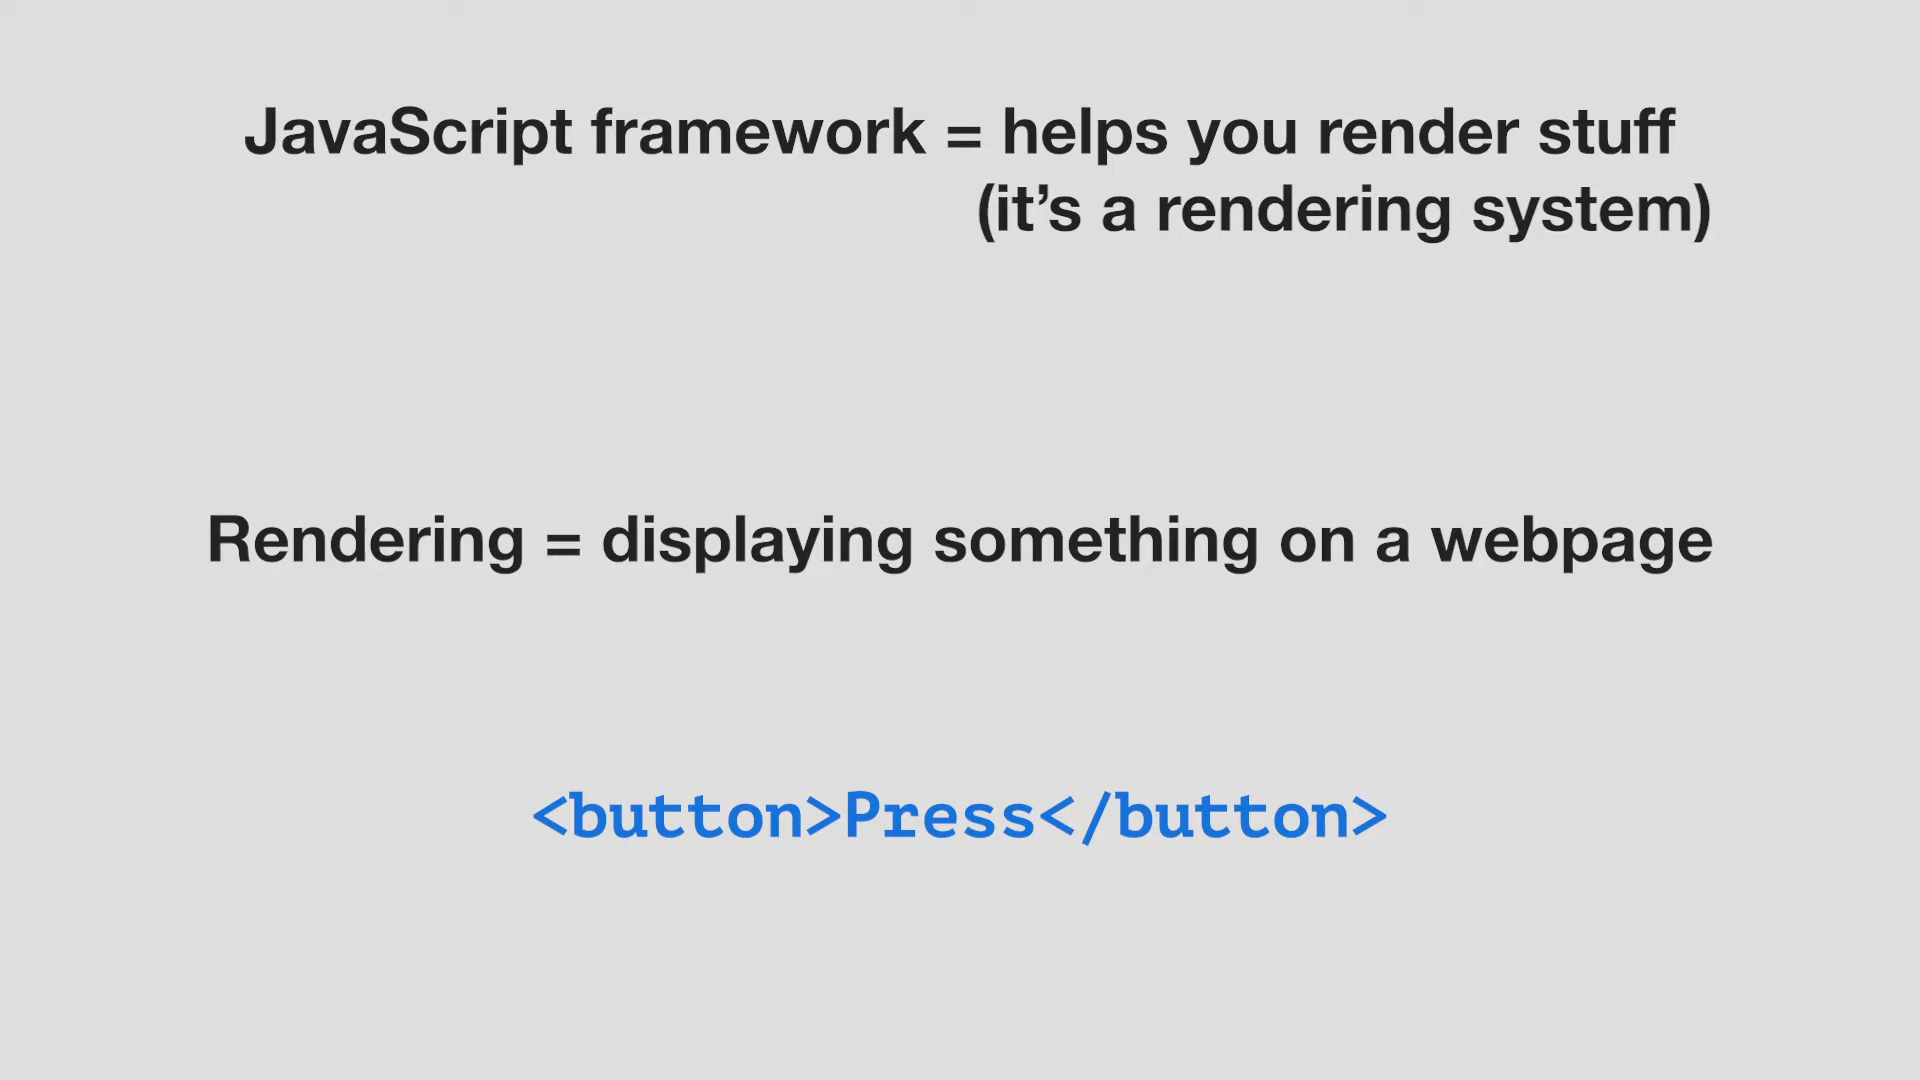 JavaScript framework = helps you render stuff
(it’s a rendering system)
Rendering = displaying something on a webpage
<button>Press</button>